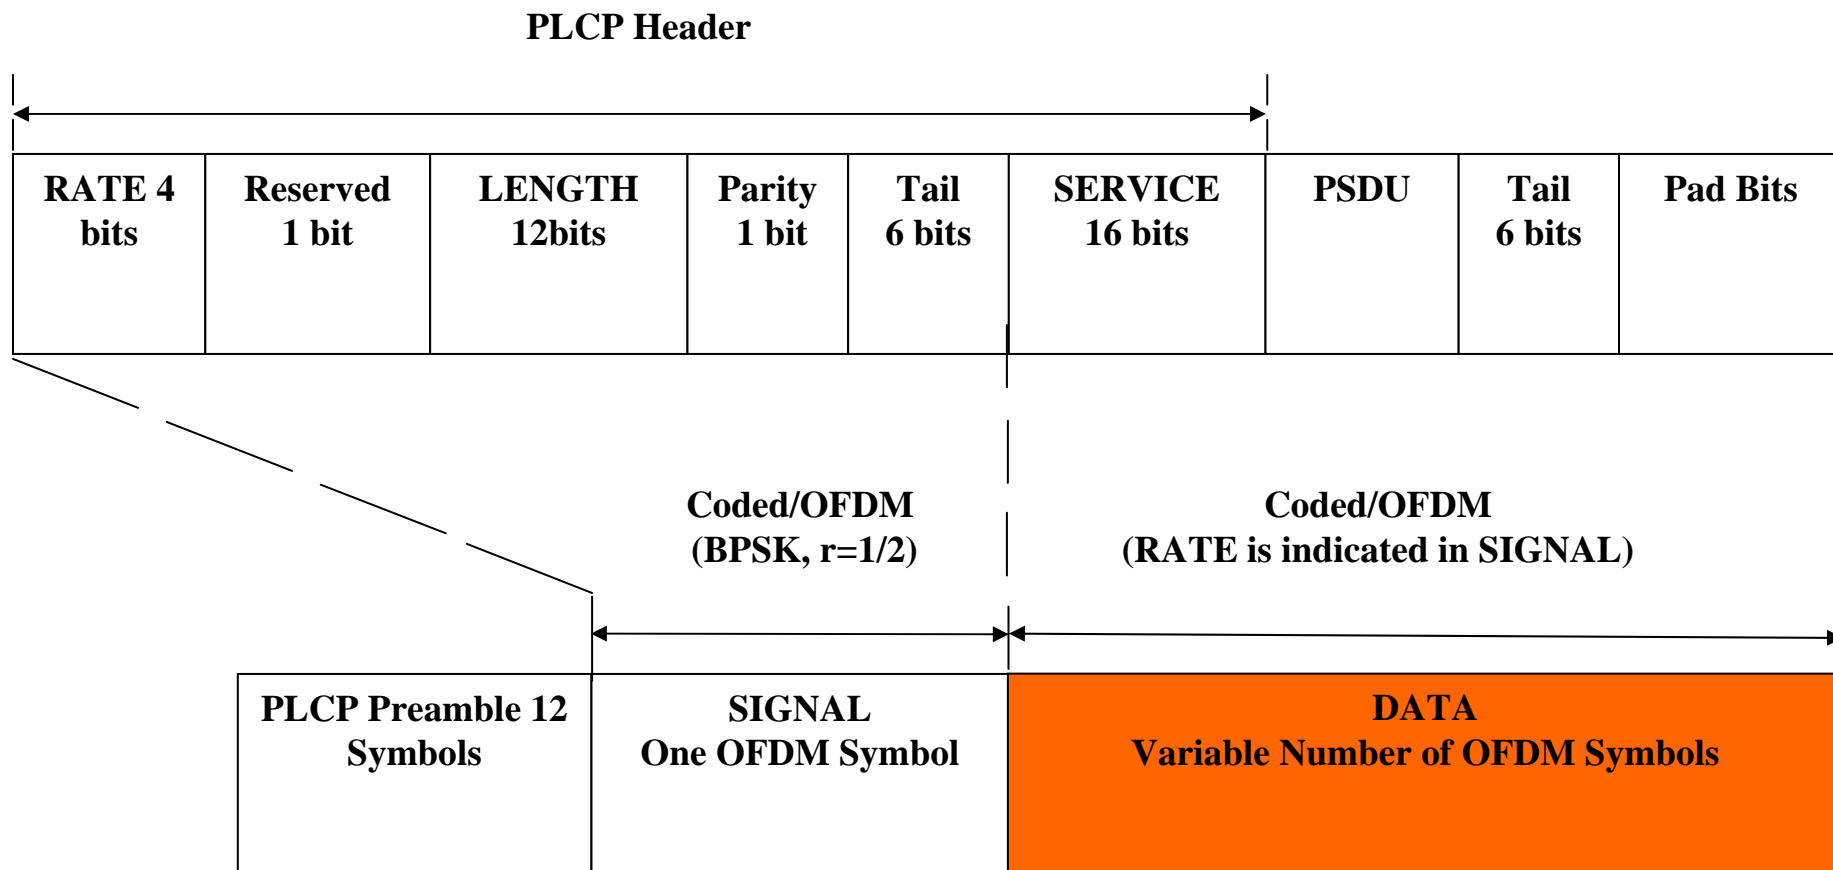 PLCP Header
RATE 4
bits
Reserved
1 bit
LENGTH
12bits
Parity
1 bit
Tail
6 bits
SERVICE
16 bits
PSDU
Tail
6 bits
Pad Bits
Coded/OFDM
(BPSK, r=1/2)
Coded/OFDM
(RATE is indicated in SIGNAL)
PLCP Preamble 12
Symbols
SIGNAL
One OFDM Symbol
DATA
Variable Number of OFDM Symbols